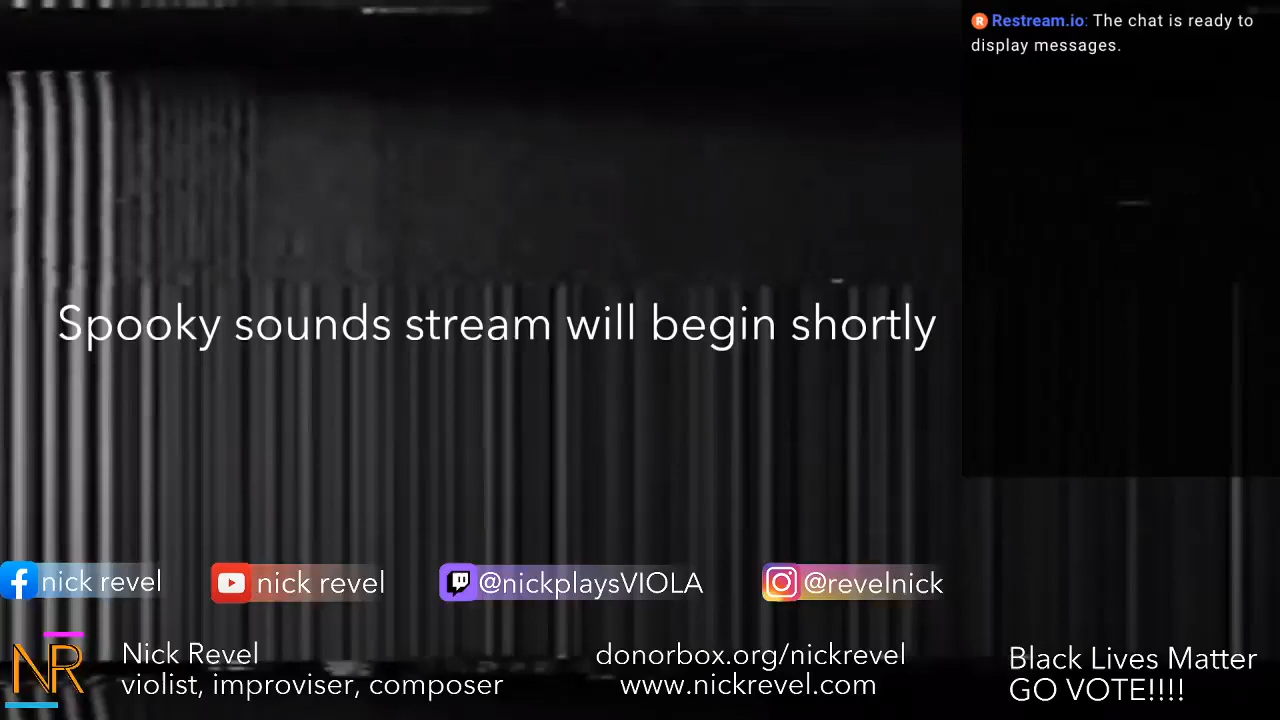 Restream.io: The chat is ready to
display messages.
Spooky sounds stream will begin shortly
nick revel
nick revel
@nickplaysVIOLA
@revelnick
NR
Nick Revel
violist, improviser, composer
donorbox.org/nickrevel
www.nickrevel.com
Black Lives Matter
GO VOTE!!!!